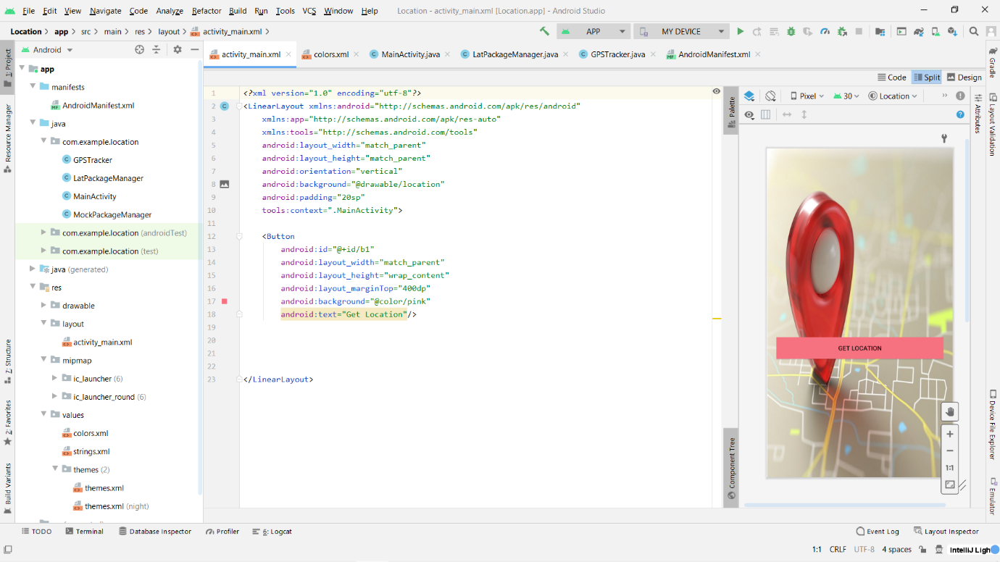 File Edit View Navigate Code Analyze Refactor Build Run Tools VCS Window Help Location - activity_main.xml [Location.app] - Android Studio
Location app src main res layout activity_main.xml APP MY DEVICE
Android
activity_main.xml colors.xml MainActivity.java LatPackageManager.java GPSTracker.java AndroidManifest.xml
Code Split Design
Pixel 30 Location
1: Project
Resource Manager
Z: Structure
2: Favorites
Build Variants
app
manifests
AndroidManifest.xml
java
com.example.location
GPSTracker
LatPackageManager
MainActivity
MockPackageManager
com.example.location (androidTest)
com.example.location (test)
java (generated)
res
drawable
layout
activity_main.xml
mipmap
ic_launcher (6)
ic_launcher_round (6)
values
colors.xml
strings.xml
themes (2)
themes.xml
themes.xml (night)
1 <?xml version="1.0" encoding="utf-8"?>
2 <LinearLayout xmlns:android="http://schemas.android.com/apk/res/android"
3 xmlns:app="http://schemas.android.com/apk/res-auto"
4 xmlns:tools="http://schemas.android.com/tools"
5 android:layout_width="match_parent"
6 android:layout_height="match_parent"
7 android:orientation="vertical"
8 android:background="@drawable/location"
9 android:padding="20sp"
10 tools:context=".MainActivity">
11
12 <Button
13 android:id="@+id/b1"
14 android:layout_width="match_parent"
15 android:layout_height="wrap_content"
16 android:layout_marginTop="400dp"
17 android:background="@color/pink"
18 android:text="Get Location"/>
19
20
21
22
23 </LinearLayout>
Palette
Component Tree
GET LOCATION
1:1
Attributes
Gradle
Layout Validation
Device File Explorer
Emulator
TODO Terminal Database Inspector Profiler 6: Logcat Event Log Layout Inspector
1:1 CRLF UTF-8 4 spaces IntelliJ Ligh